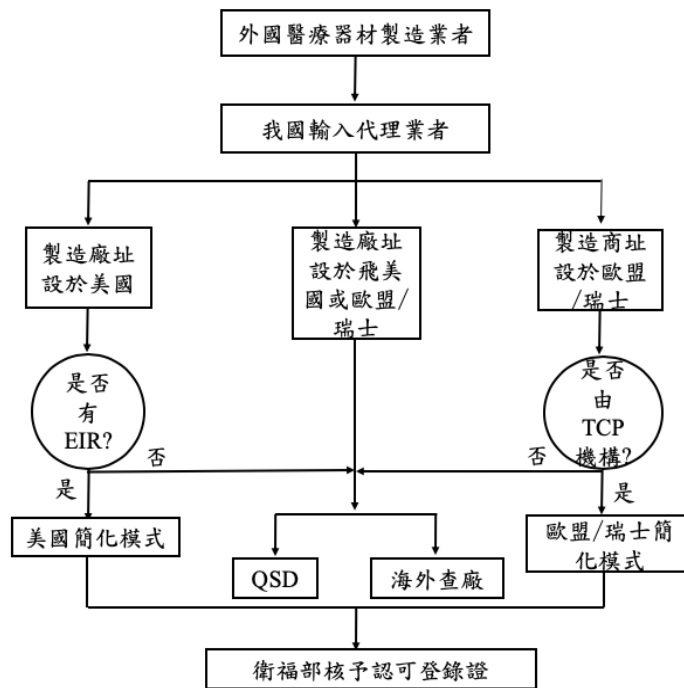 外國醫療器材製造業者
我國輸入代理業者
製造廠址
設於美國
製造廠址
設於飛美
國或歐盟/
瑞士
製造商址
設於歐盟
/瑞士
是否
有
EIR?
是否
由
TCP
機構?
否
否
是
是
美國簡化模式
QSD
海外查廠
歐盟/瑞士簡
化模式
衛福部核予認可登錄證